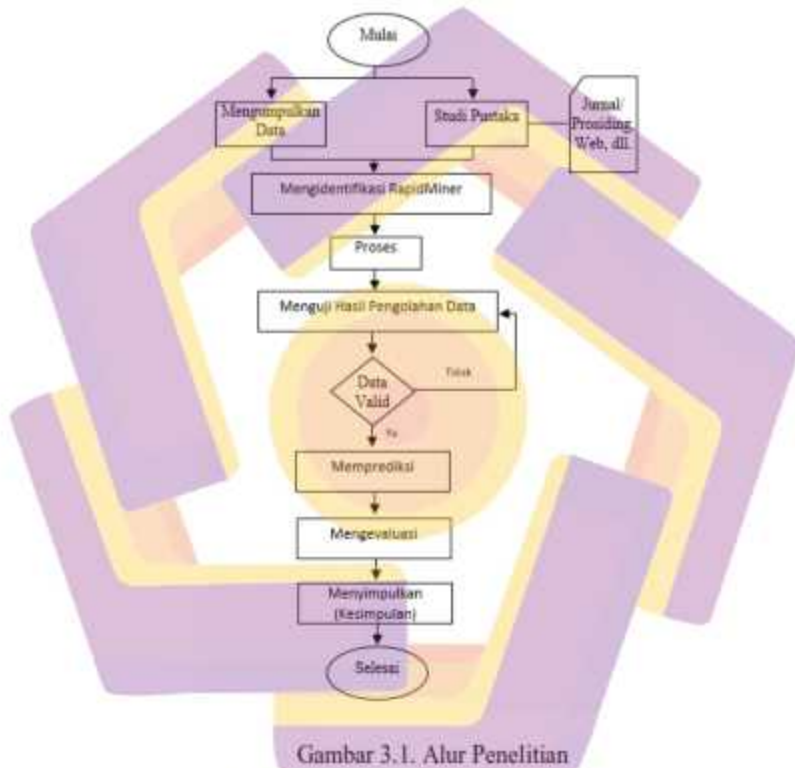 Mulai
Mengumpulkan
Data
Studi Pustaka
Jurnal/
Prosiding,
Web, dll.
Mengidentifikasi RapidMiner
Proses
Menguji Hasil Pengolahan Data
Data
Valid
Tidak
Ya
Memprediksi
Mengevaluasi
Menyimpulkan
(Kesimpulan)
Selesai
Gambar 3.1. Alur Penelitian